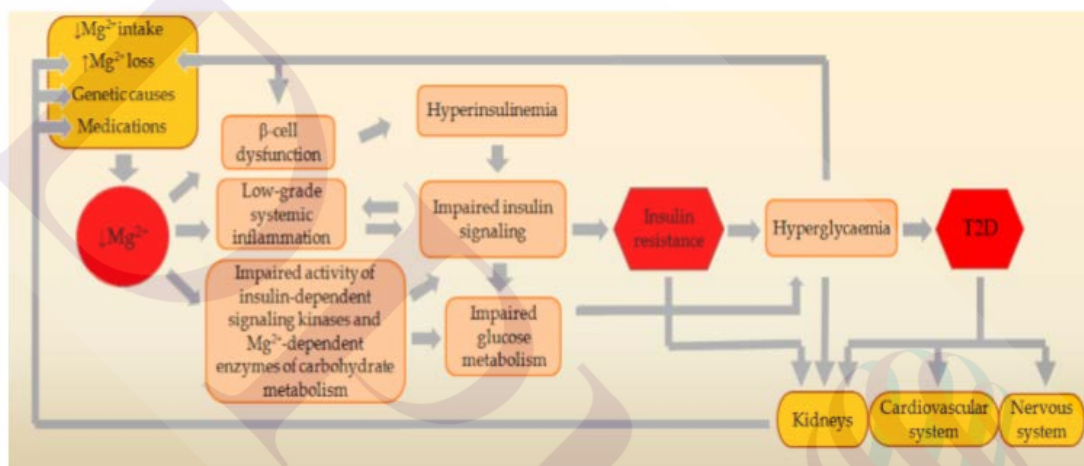 ↓Mg²⁺ intake
↑Mg²⁺ loss
Genetic causes
Medications
↓Mg²⁺
β-cell
dysfunction
Low-grade
systemic
inflammation
Impaired activity of
insulin-dependent
signaling kinases and
Mg²⁺-dependent
enzymes of carbohydrate
metabolism
Hyperinsulinemia
Impaired insulin
signaling
Impaired
glucose
metabolism
Insulin
resistance
Hyperglycaemia
T2D
Kidneys
Cardiovascular
system
Nervous
system